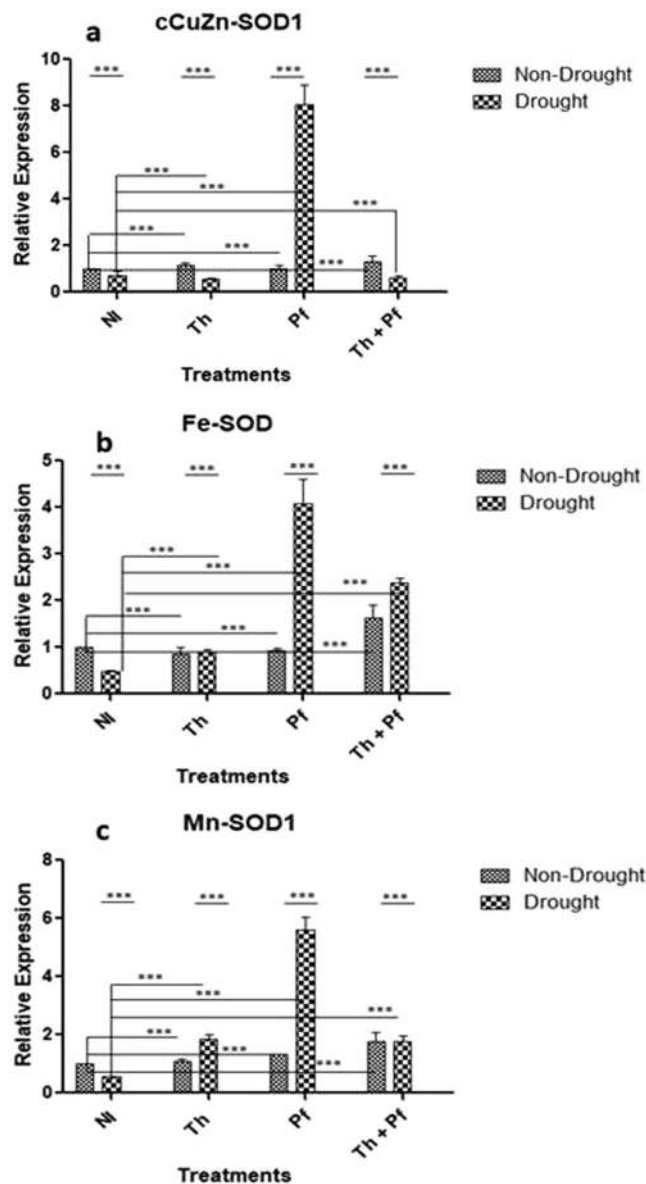 a
cCuZn-SOD1
10
8
6
4
2
0
Relative Expression
*** *** *** ***
***
***
***
***
***
***
Non-Drought
Drought
NI Th Pf Th + Pf
Treatments
b
Fe-SOD
5
4
3
2
1
0
Relative Expression
*** *** *** ***
***
***
***
***
***
***
Non-Drought
Drought
NI Th Pf Th + Pf
Treatments
c
Mn-SOD1
8
6
4
2
0
Relative Expression
*** *** *** ***
***
***
***
***
***
***
Non-Drought
Drought
NI Th Pf Th + Pf
Treatments